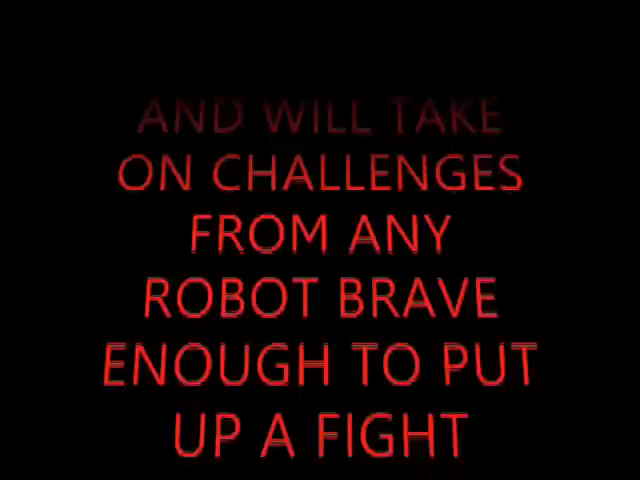 AND WILL TAKE
ON CHALLENGES
FROM ANY
ROBOT BRAVE
ENOUGH TO PUT
UP A FIGHT